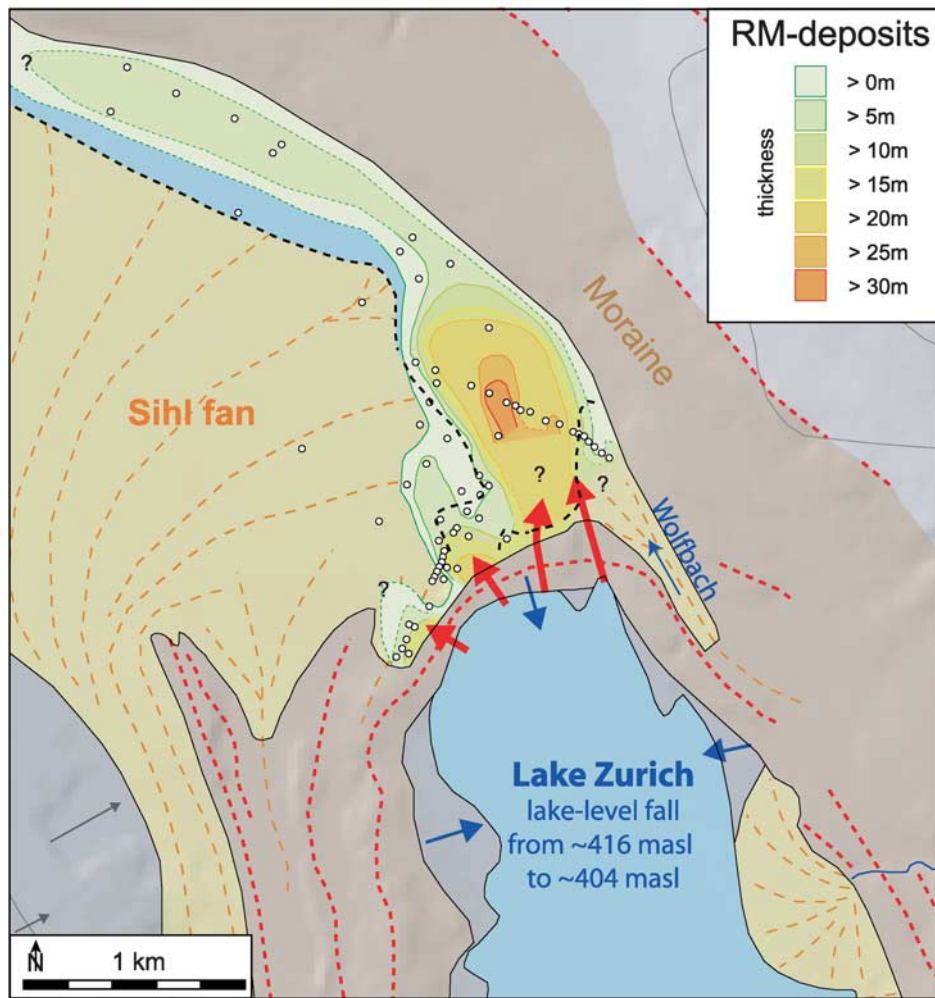 RM-deposits
thickness
> 0m
> 5m
> 10m
> 15m
> 20m
> 25m
> 30m
?
Moraine
Sihl fan
?
?
Wolfbach
?
Lake Zurich
lake-level fall
from ~416 masl
to ~404 masl
N
1 km